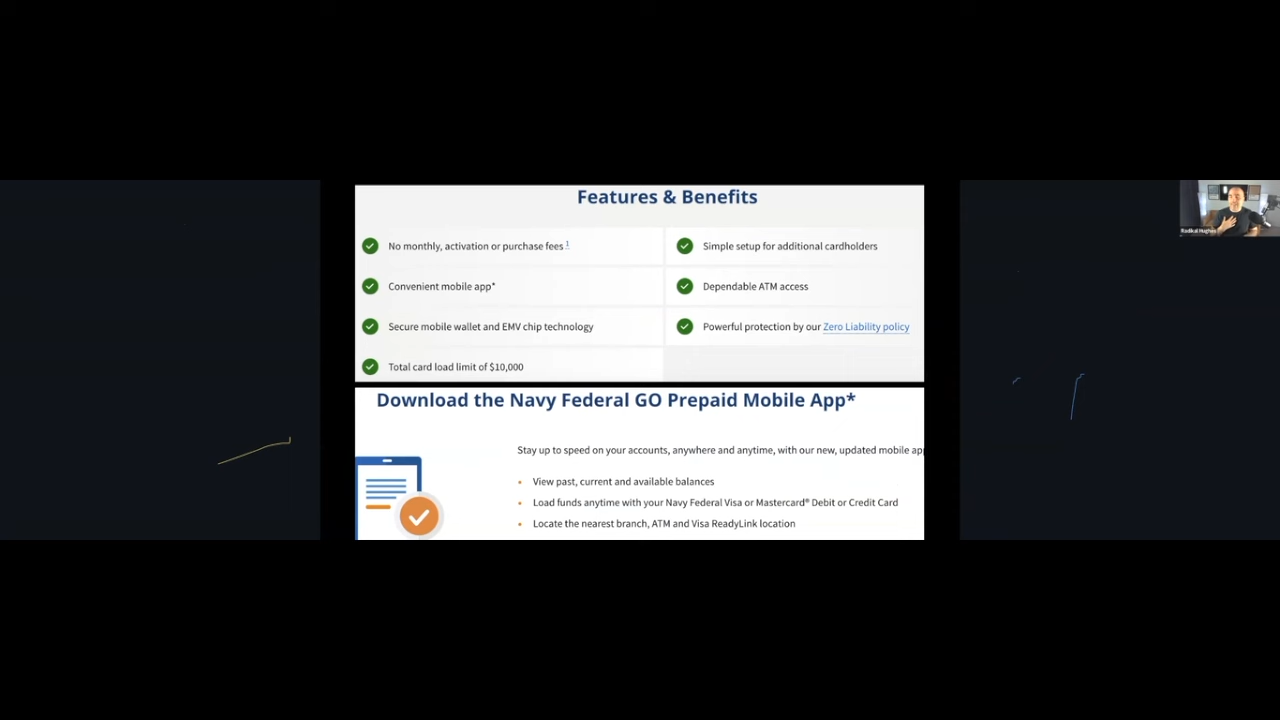 Features & Benefits
No monthly, activation or purchase fees 1
Simple setup for additional cardholders
Convenient mobile app*
Dependable ATM access
Secure mobile wallet and EMV chip technology
Powerful protection by our Zero Liability policy
Total card load limit of $10,000
Download the Navy Federal GO Prepaid Mobile App*
Stay up to speed on your accounts, anywhere and anytime, with our new, updated mobile ap
• View past, current and available balances
• Load funds anytime with your Navy Federal Visa or Mastercard® Debit or Credit Card
• Locate the nearest branch, ATM and Visa ReadyLink location
Radikal Hughes